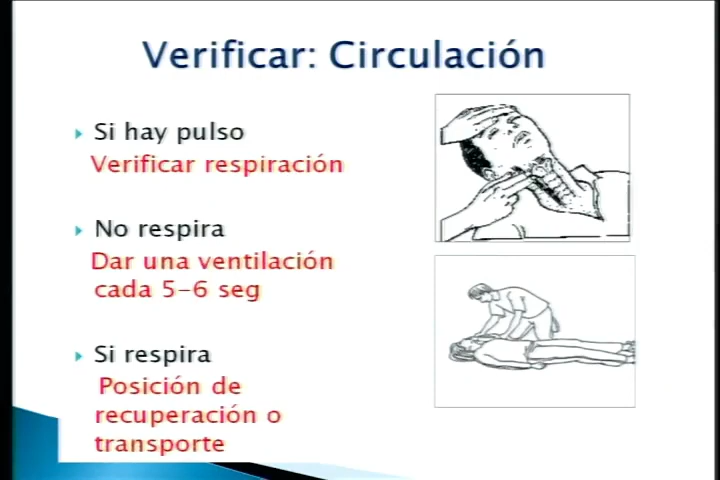 Verificar: Circulación
Si hay pulso
Verificar respiración
No respira
Dar una ventilación
cada 5-6 seg
Si respira
Posición de
recuperación o
transporte